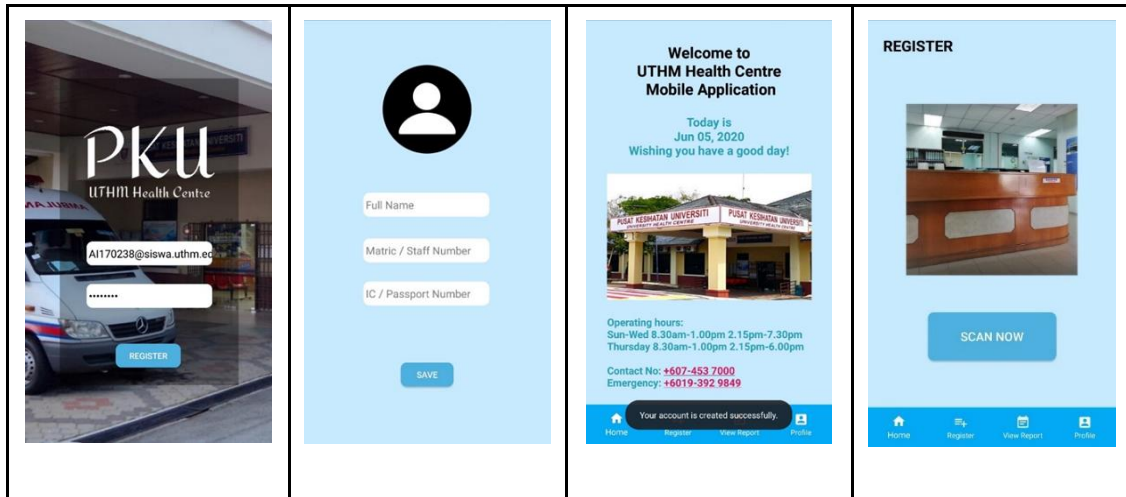 PKU
UTHM Health Centre
AI170238@siswa.uthm.ed
••••••••
REGISTER
Full Name
Matric / Staff Number
IC / Passport Number
SAVE
Welcome to
UTHM Health Centre
Mobile Application
Today is
Jun 05, 2020
Wishing you have a good day!
PUSAT KESIHATAN UNIVERSITI
UNIVERSITY HEALTH CENTRE
PUSAT KESIHATAN UNIVERSITI
UNIVERSITY HEALTH CENTRE
Operating hours:
Sun-Wed 8.30am-1.00pm 2.15pm-7.30pm
Thursday 8.30am-1.00pm 2.15pm-6.00pm
Contact No: +607-453 7000
Emergency: +6019-392 9849
Your account is created successfully.
Home
Register
View Report
Profile
REGISTER
SCAN NOW
Home
Register
View Report
Profile